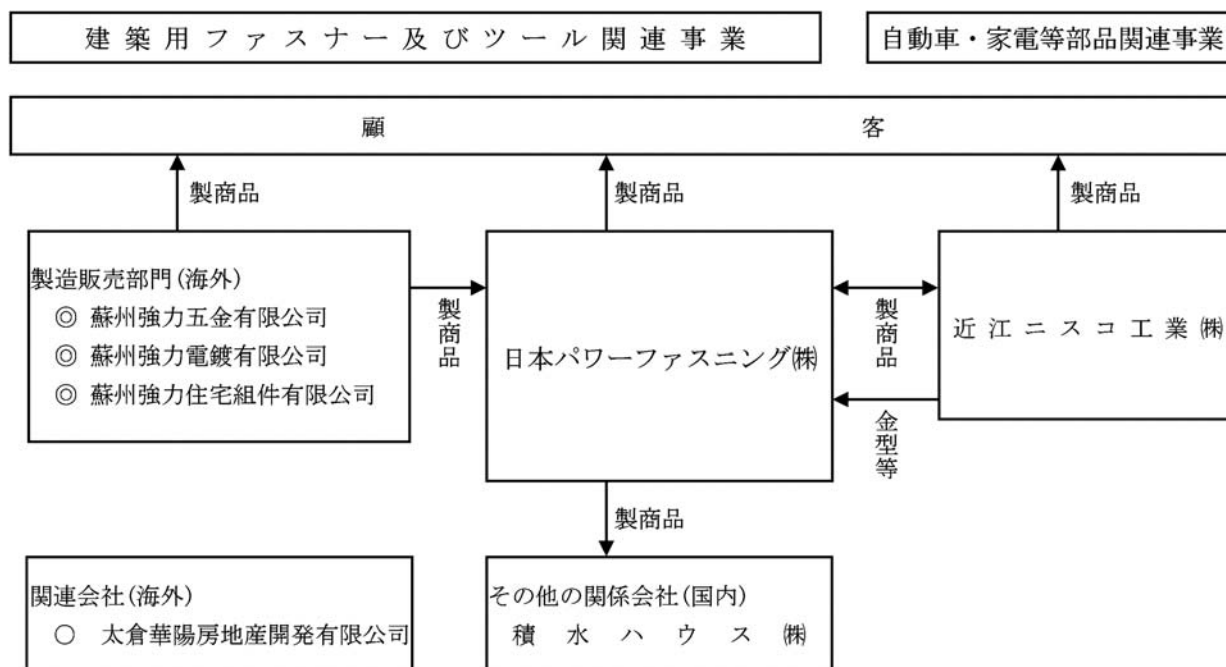 建築用ファスナー及びツール関連事業
自動車・家電等部品関連事業
顧客
製商品
製商品
製商品
製造販売部門(海外)
◎ 蘇州強力五金有限公司
◎ 蘇州強力電鍍有限公司
◎ 蘇州強力住宅組件有限公司
製商品
日本パワーファスニング㈱
製商品
金型等
近江ニスコ工業㈱
製商品
関連会社(海外)
○ 太倉華陽房地産開発有限公司
その他の関係会社(国内)
積水ハウス㈱